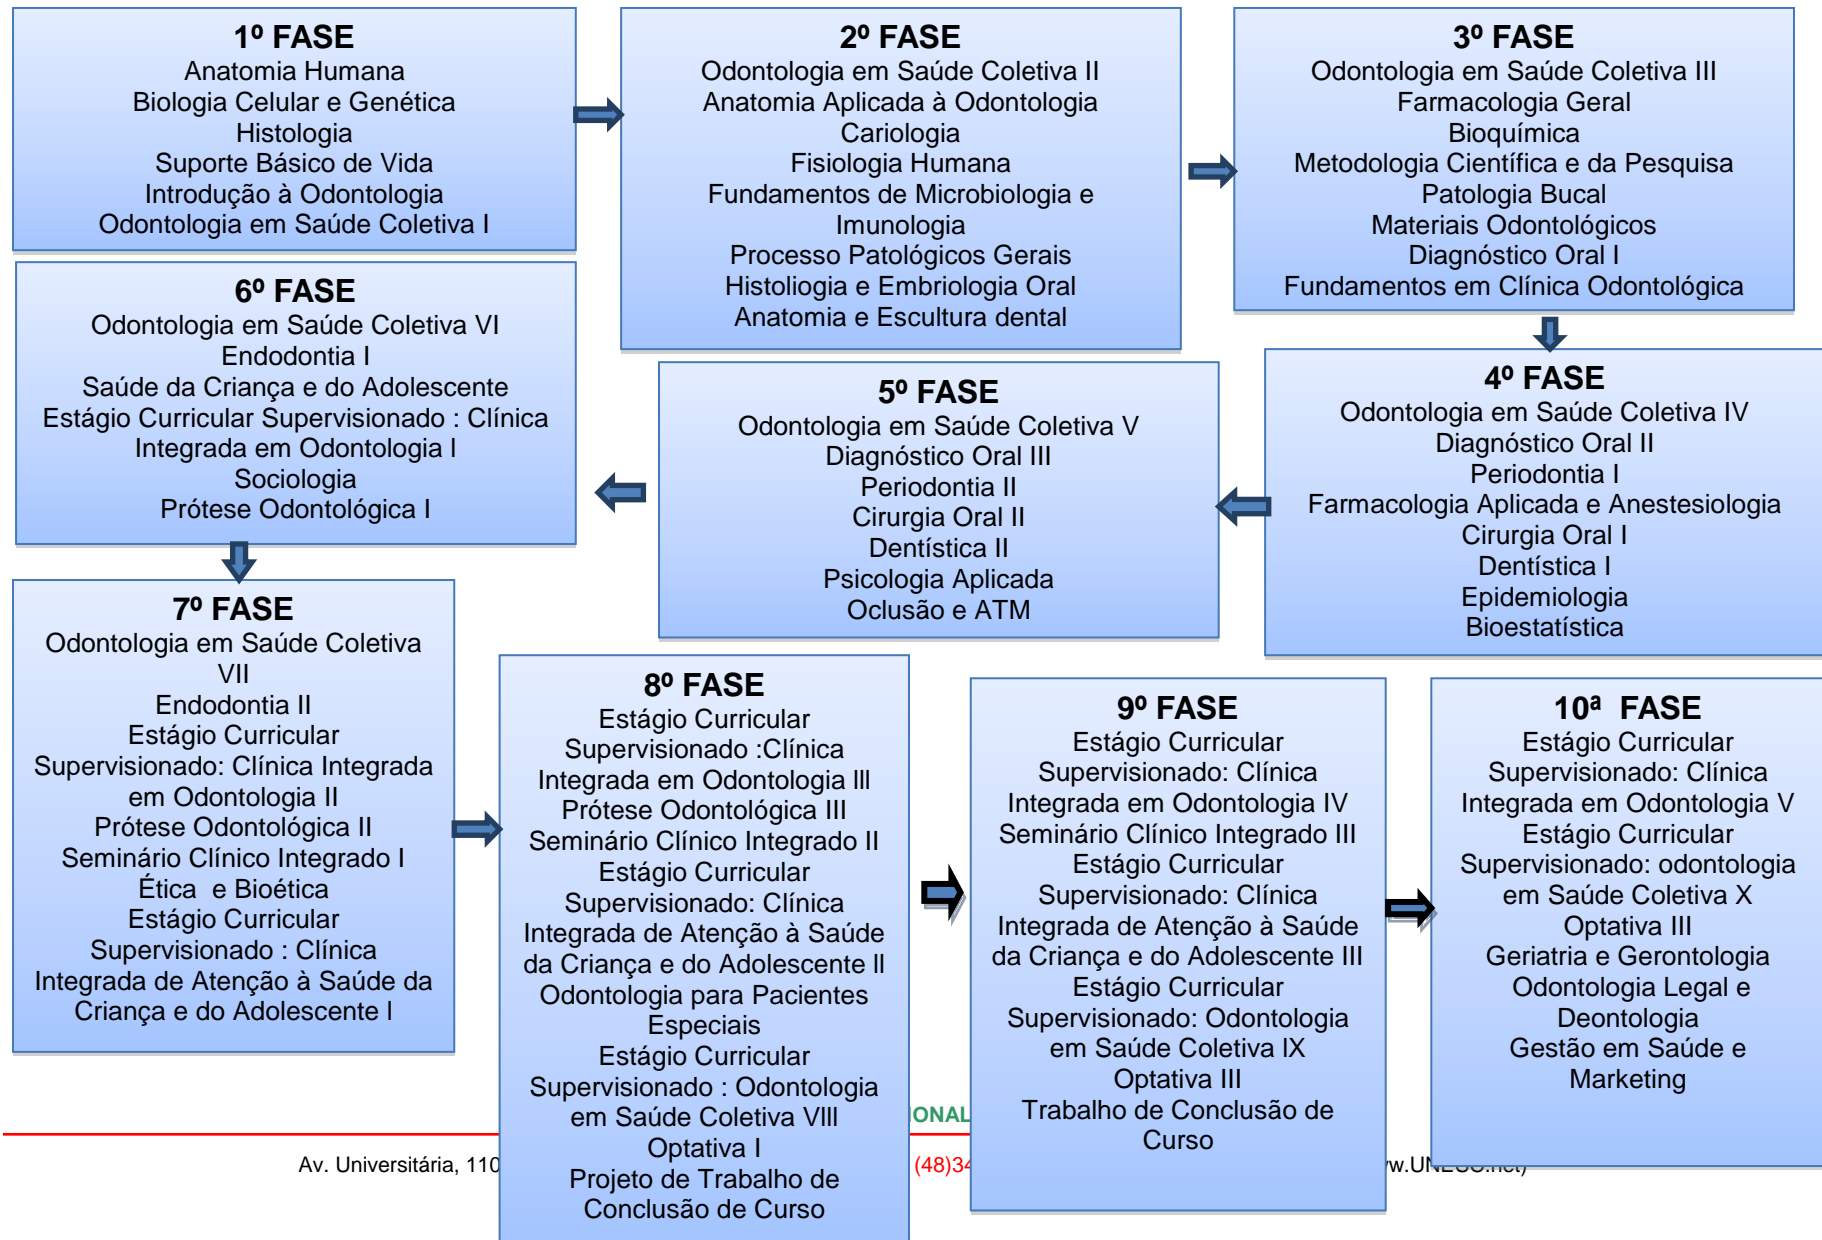 1º FASE
Anatomia Humana
Biologia Celular e Genética
Histologia
Suporte Básico de Vida
Introdução à Odontologia
Odontologia em Saúde Coletiva I
2º FASE
Odontologia em Saúde Coletiva II
Anatomia Aplicada à Odontologia
Cariologia
Fisiologia Humana
Fundamentos de Microbiologia e
Imunologia
Processo Patológicos Gerais
Histoliogia e Embriologia Oral
Anatomia e Escultura dental
3º FASE
Odontologia em Saúde Coletiva III
Farmacologia Geral
Bioquímica
Metodologia Científica e da Pesquisa
Patologia Bucal
Materiais Odontológicos
Diagnóstico Oral I
Fundamentos em Clínica Odontológica
4º FASE
Odontologia em Saúde Coletiva IV
Diagnóstico Oral II
Periodontia I
Farmacologia Aplicada e Anestesiologia
Cirurgia Oral I
Dentística I
Epidemiologia
Bioestatística
5º FASE
Odontologia em Saúde Coletiva V
Diagnóstico Oral III
Periodontia II
Cirurgia Oral II
Dentística II
Psicologia Aplicada
Oclusão e ATM
6º FASE
Odontologia em Saúde Coletiva VI
Endodontia I
Saúde da Criança e do Adolescente
Estágio Curricular Supervisionado : Clínica
Integrada em Odontologia I
Sociologia
Prótese Odontológica I
7º FASE
Odontologia em Saúde Coletiva
VII
Endodontia II
Estágio Curricular
Supervisionado: Clínica Integrada
em Odontologia II
Prótese Odontológica II
Seminário Clínico Integrado I
Ética e Bioética
Estágio Curricular
Supervisionado : Clínica
Integrada de Atenção à Saúde da
Criança e do Adolescente I
8º FASE
Estágio Curricular
Supervisionado :Clínica
Integrada em Odontologia III
Prótese Odontológica III
Seminário Clínico Integrado II
Estágio Curricular
Supervisionado: Clínica
Integrada de Atenção à Saúde
da Criança e do Adolescente II
Odontologia para Pacientes
Especiais
Estágio Curricular
Supervisionado : Odontologia
em Saúde Coletiva VIII
Optativa I
Projeto de Trabalho de
Conclusão de Curso
9º FASE
Estágio Curricular
Supervisionado: Clínica
Integrada em Odontologia IV
Seminário Clínico Integrado III
Estágio Curricular
Supervisionado: Clínica
Integrada de Atenção à Saúde
da Criança e do Adolescente III
Estágio Curricular
Supervisionado: Odontologia
em Saúde Coletiva IX
Optativa III
Trabalho de Conclusão de
Curso
10ª FASE
Estágio Curricular
Supervisionado: Clínica
Integrada em Odontologia V
Estágio Curricular
Supervisionado: odontologia
em Saúde Coletiva X
Optativa III
Geriatria e Gerontologia
Odontologia Legal e
Deontologia
Gestão em Saúde e
Marketing
IONAL
Av. Universitária, 110 (48)34 w.UNESC.net)